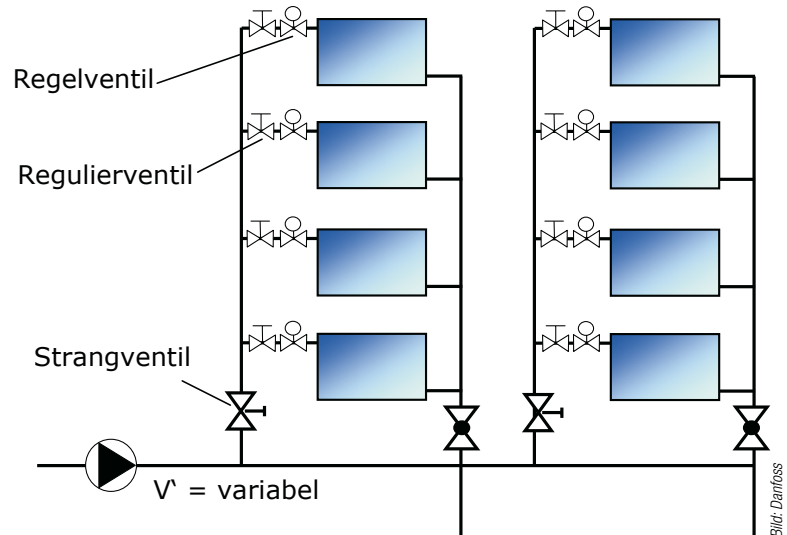 Regelventil
Regulierventil
Strangventil
V‘ = variabel
Bild: Danfoss